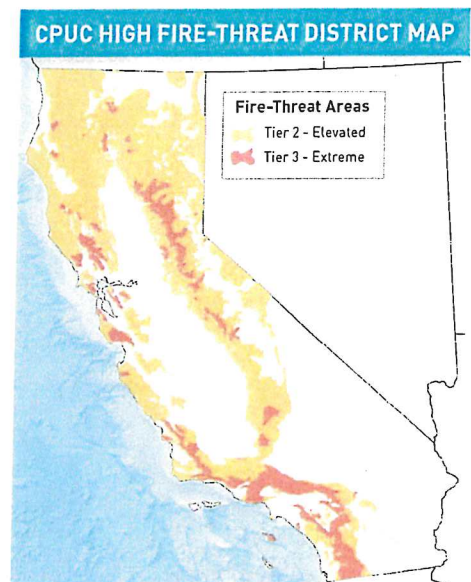 CPUC HIGH FIRE-THREAT DISTRICT MAP
Fire-Threat Areas
Tier 2 - Elevated
Tier 3 - Extreme